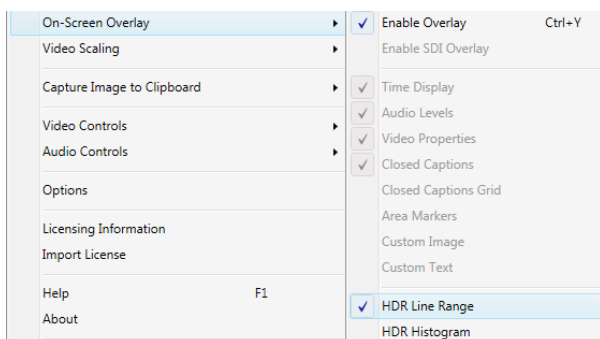 On-Screen Overlay
Video Scaling
Capture Image to Clipboard
Video Controls
Audio Controls
Options
Licensing Information
Import License
Help F1
About
Enable Overlay Ctrl+Y
Enable SDI Overlay
Time Display
Audio Levels
Video Properties
Closed Captions
Closed Captions Grid
Area Markers
Custom Image
Custom Text
HDR Line Range
HDR Histogram